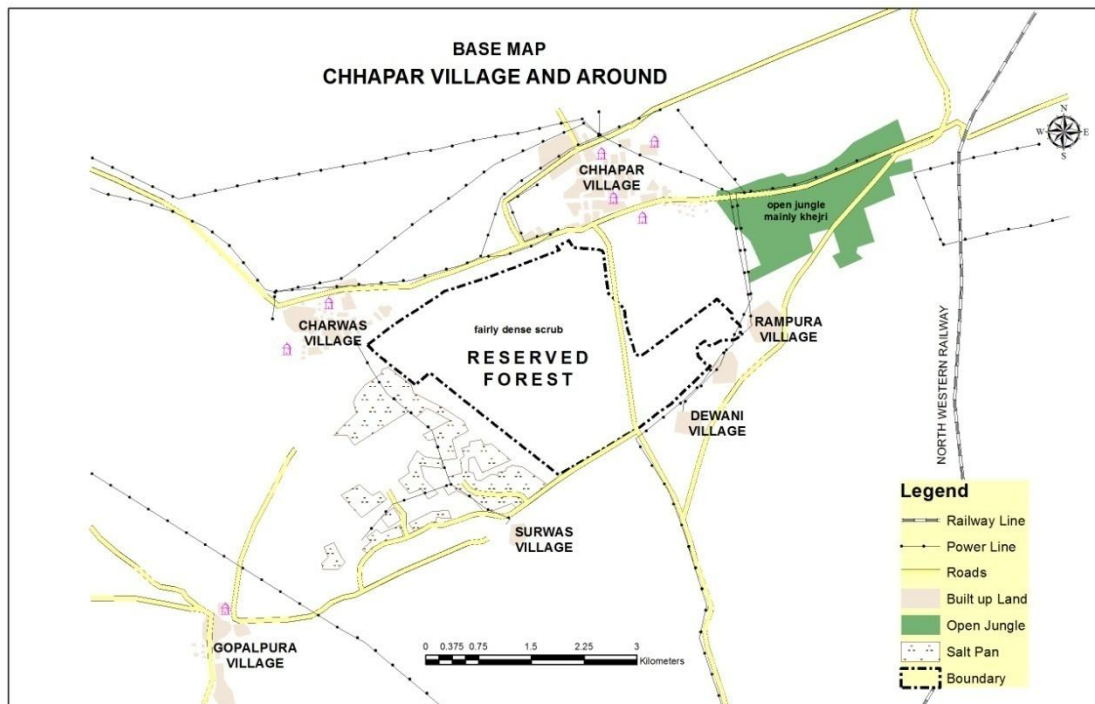 BASE MAP
CHHAPAR VILLAGE AND AROUND
N
W E
S
CHHAPAR
VILLAGE
open jungle
mainly khejri
CHARWAS
VILLAGE
fairly dense scrub
RESERVED
FOREST
RAMPURA
VILLAGE
DEWANI
VILLAGE
NORTH WESTERN RAILWAY
SURWAS
VILLAGE
GOPALPURA
VILLAGE
0 0.375 0.75 1.5 2.25 3
Kilometers
Legend
Railway Line
Power Line
Roads
Built up Land
Open Jungle
Salt Pan
Boundary